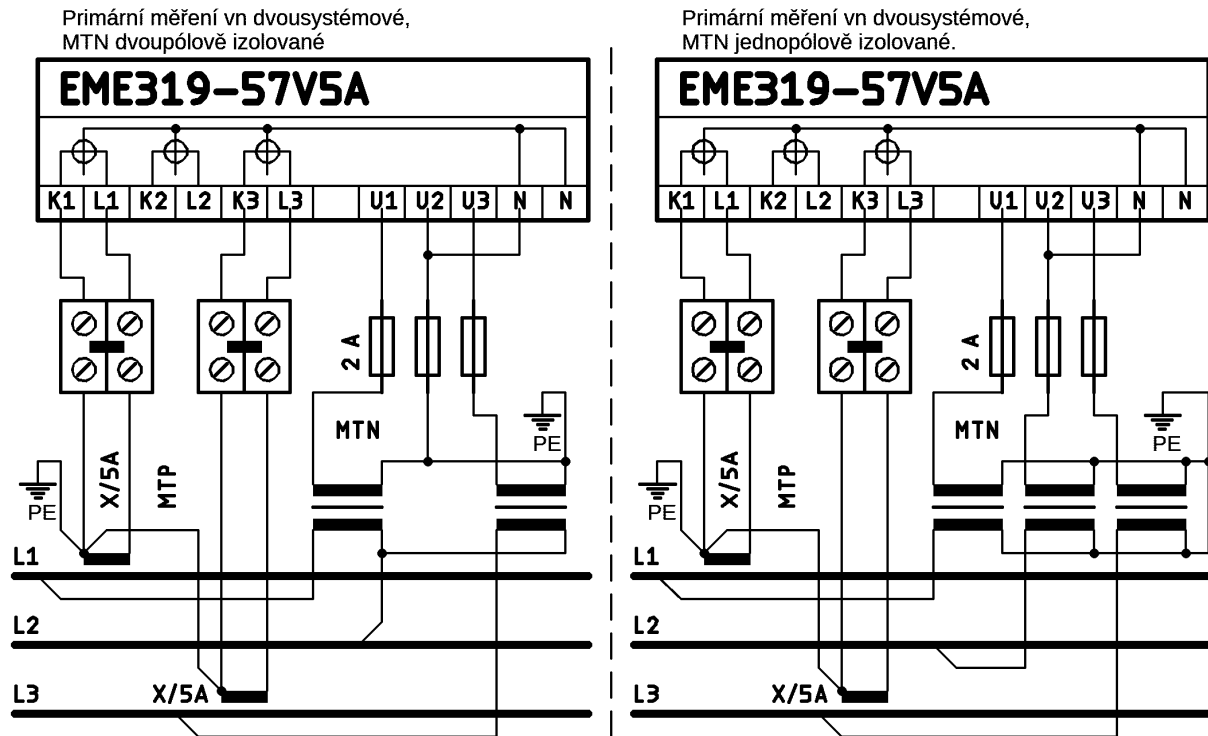 Primární měření vn dvousystémové,
MTN dvoupólově izolované
EME319-57V5A
K1 L1 K2 L2 K3 L3 U1 U2 U3 N N
2 A
MTN
PE
X/5A
MTP
PE
L1
L2
L3
X/5A
Primární měření vn dvousystémové,
MTN jednopólově izolované.
EME319-57V5A
K1 L1 K2 L2 K3 L3 U1 U2 U3 N N
2 A
MTN
PE
X/5A
MTP
PE
L1
L2
L3
X/5A